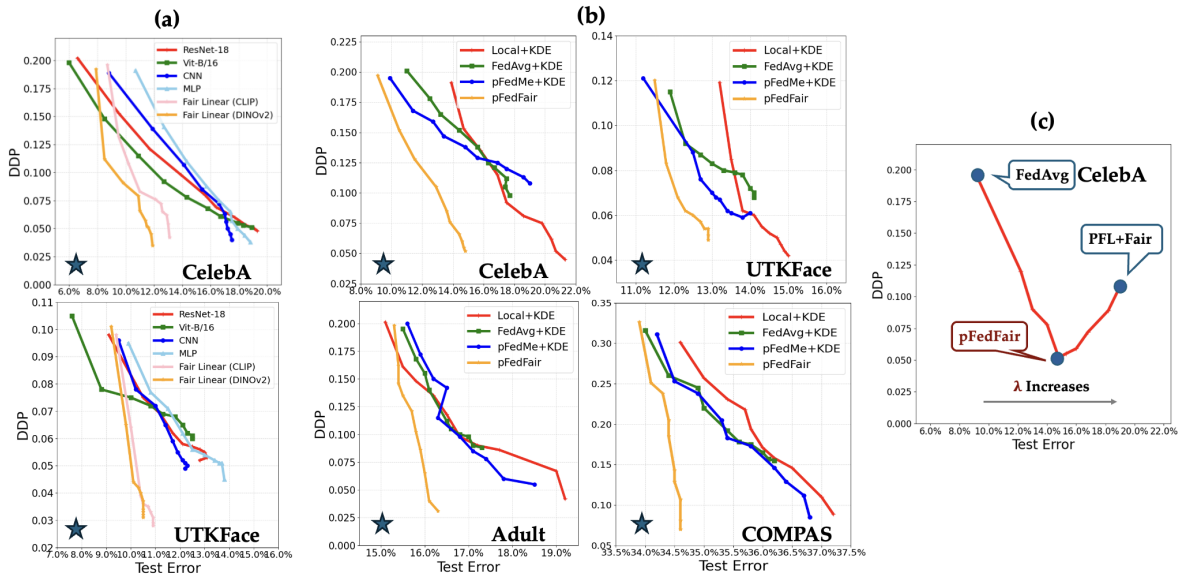 (a)
(b)
(c)
DDP
0.200
0.175
0.150
0.125
0.100
0.075
0.050
0.025
0.000
ResNet-18
Vit-B/16
CNN
MLP
Fair Linear (CLIP)
Fair Linear (DINOv2)
CelebA
6.0% 8.0% 10.0% 12.0% 14.0% 16.0% 18.0% 20.0%
DDP
0.225
0.200
0.175
0.150
0.125
0.100
0.075
0.050
0.025
0.000
Local+KDE
FedAvg+KDE
pFedMe+KDE
pFedFair
CelebA
8.0% 10.0% 12.0% 14.0% 16.0% 18.0% 20.0% 22.0%
DDP
0.14
0.12
0.10
0.08
0.06
0.04
Local+KDE
FedAvg+KDE
pFedMe+KDE
pFedFair
UTKFace
11.0% 12.0% 13.0% 14.0% 15.0% 16.0%
DDP
0.11
0.10
0.09
0.08
0.07
0.06
0.05
0.04
0.03
0.02
ResNet-18
Vit-B/16
CNN
MLP
Fair Linear (CLIP)
Fair Linear (DINOv2)
UTKFace
7.0% 8.0% 9.0% 10.0% 11.0% 12.0% 13.0% 14.0% 15.0% 16.0%
Test Error
DDP
0.200
0.175
0.150
0.125
0.100
0.075
0.050
0.025
0.000
Local+KDE
FedAvg+KDE
pFedMe+KDE
pFedFair
Adult
15.0% 16.0% 17.0% 18.0% 19.0%
Test Error
DDP
0.35
0.30
0.25
0.20
0.15
0.10
0.05
Local+KDE
FedAvg+KDE
pFedMe+KDE
pFedFair
COMPAS
33.5% 34.0% 34.5% 35.0% 35.5% 36.0% 36.5% 37.0% 37.5%
Test Error
DDP
0.200
0.175
0.150
0.125
0.100
0.075
0.050
0.025
0.000
FedAvg
CelebA
PFL+Fair
pFedFair
λ Increases
6.0% 8.0% 10.0% 12.0% 14.0% 16.0% 18.0% 20.0% 22.0%
Test Error